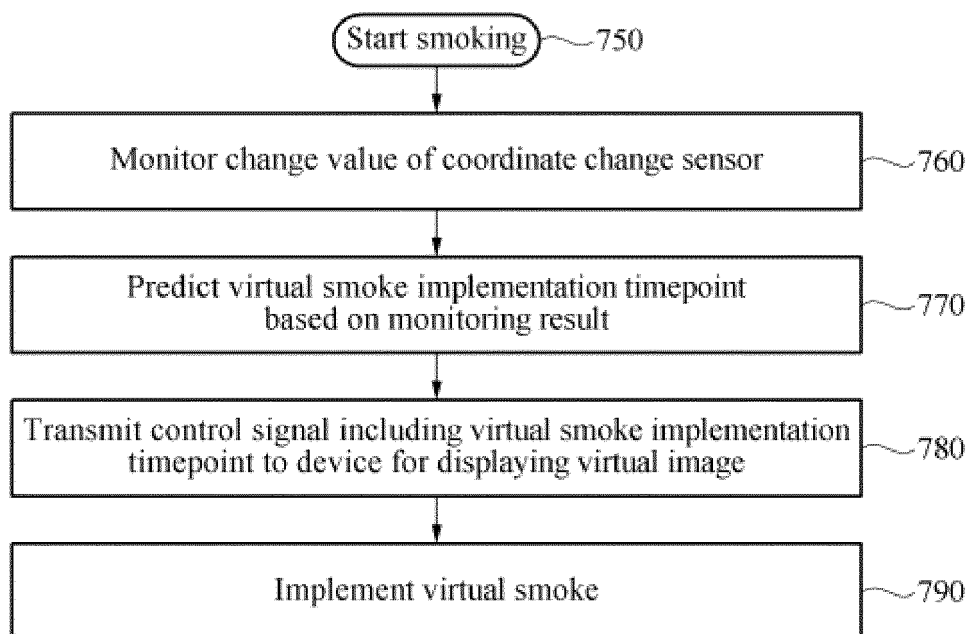 Start smoking
750
Monitor change value of coordinate change sensor
760
Predict virtual smoke implementation timepoint
based on monitoring result
770
Transmit control signal including virtual smoke implementation
timepoint to device for displaying virtual image
780
Implement virtual smoke
790